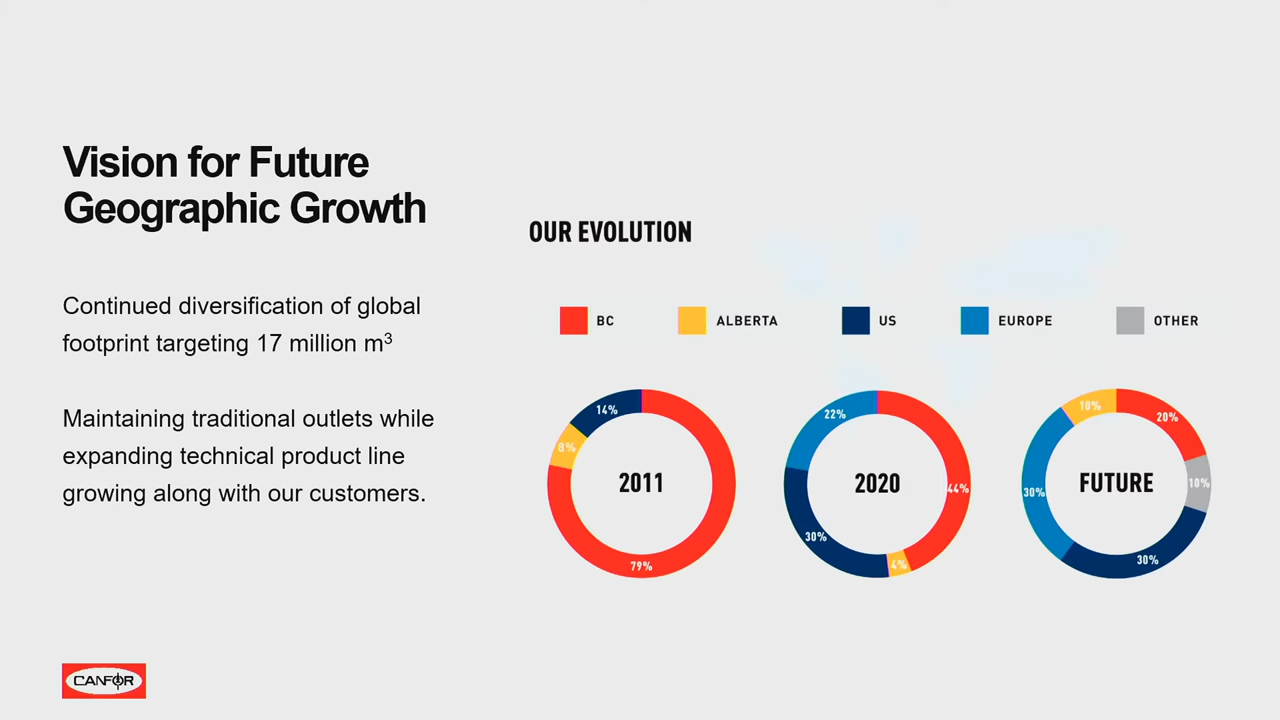 Vision for Future
Geographic Growth
Continued diversification of global
footprint targeting 17 million m³
Maintaining traditional outlets while
expanding technical product line
growing along with our customers.
OUR EVOLUTION
BC
ALBERTA
US
EUROPE
OTHER
14%
8%
2011
79%
22%
2020
44%
30%
4%
10%
20%
30%
FUTURE
10%
30%
CANFOR